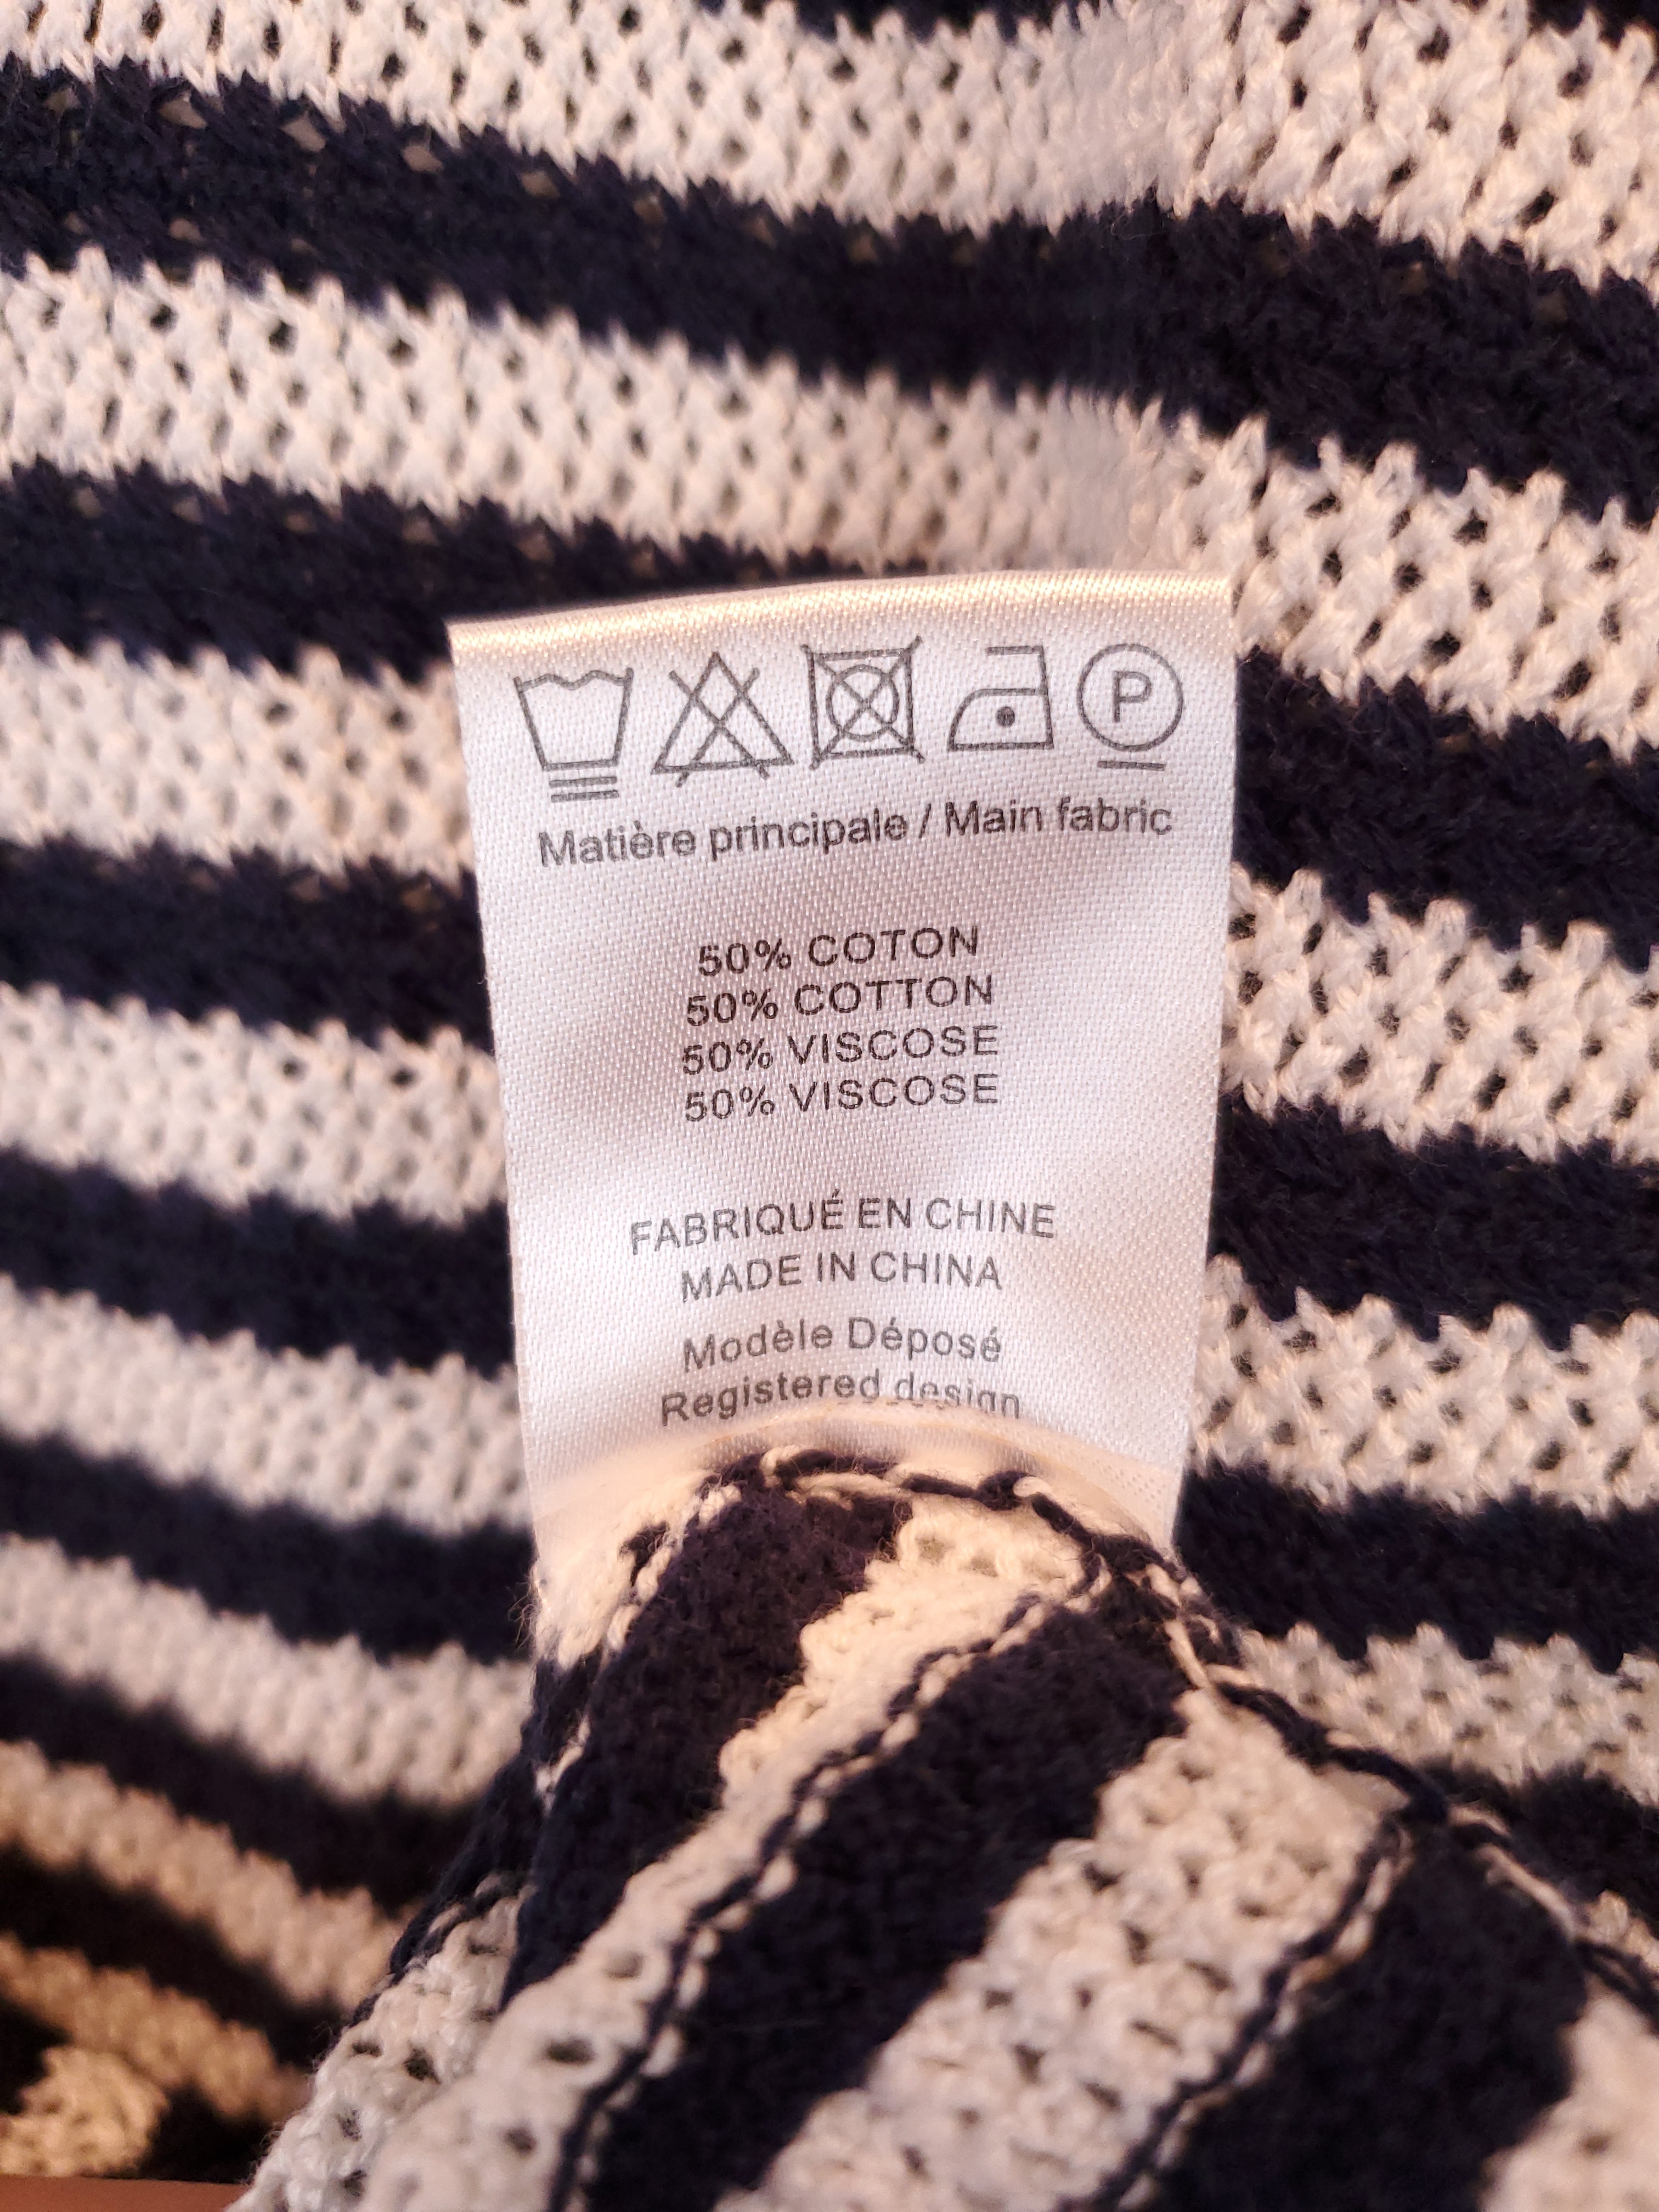 P
Matière principale / Main fabric
50% COTON
50% COTTON
50% VISCOSE
50% VISCOSE
FABRIQUÉ EN CHINE
MADE IN CHINA
Modèle Déposé
Registered design